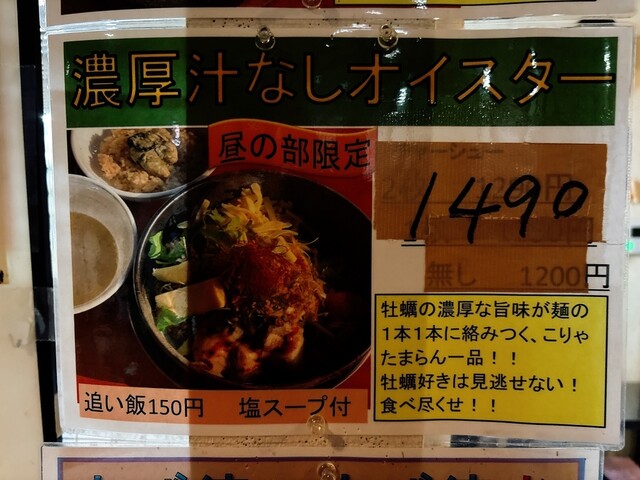 濃厚汁なしオイスター
昼の部限定
1490
無し 1200円
牡蠣の濃厚な旨味が麺の
1本1本に絡みつく、こりゃ
たまらん一品！！
牡蠣好きは見逃せない！
食べ尽くせ！！
追い飯150円 塩スープ付